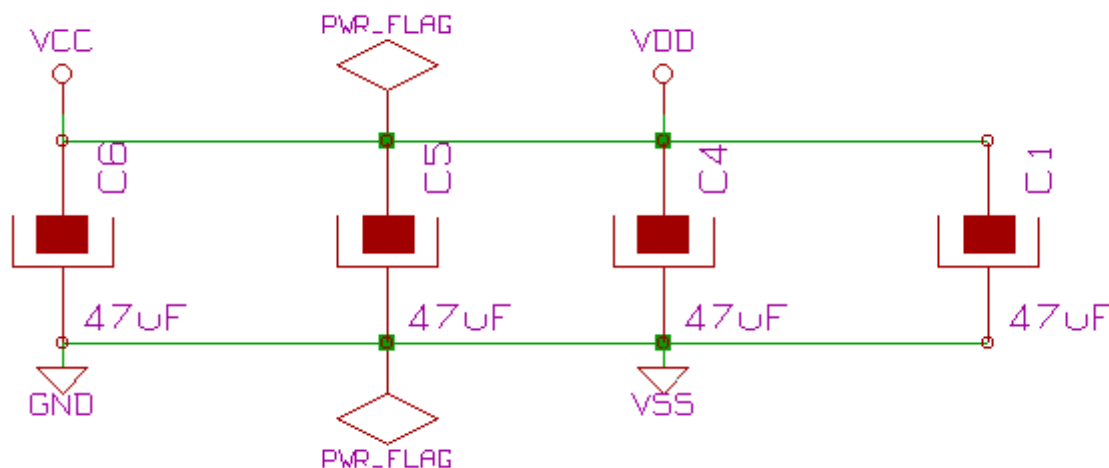 PWR_FLAG
VCC
VDD
C6
C5
C4
C1
47uF
47uF
47uF
47uF
GND
VSS
PWR_FLAG